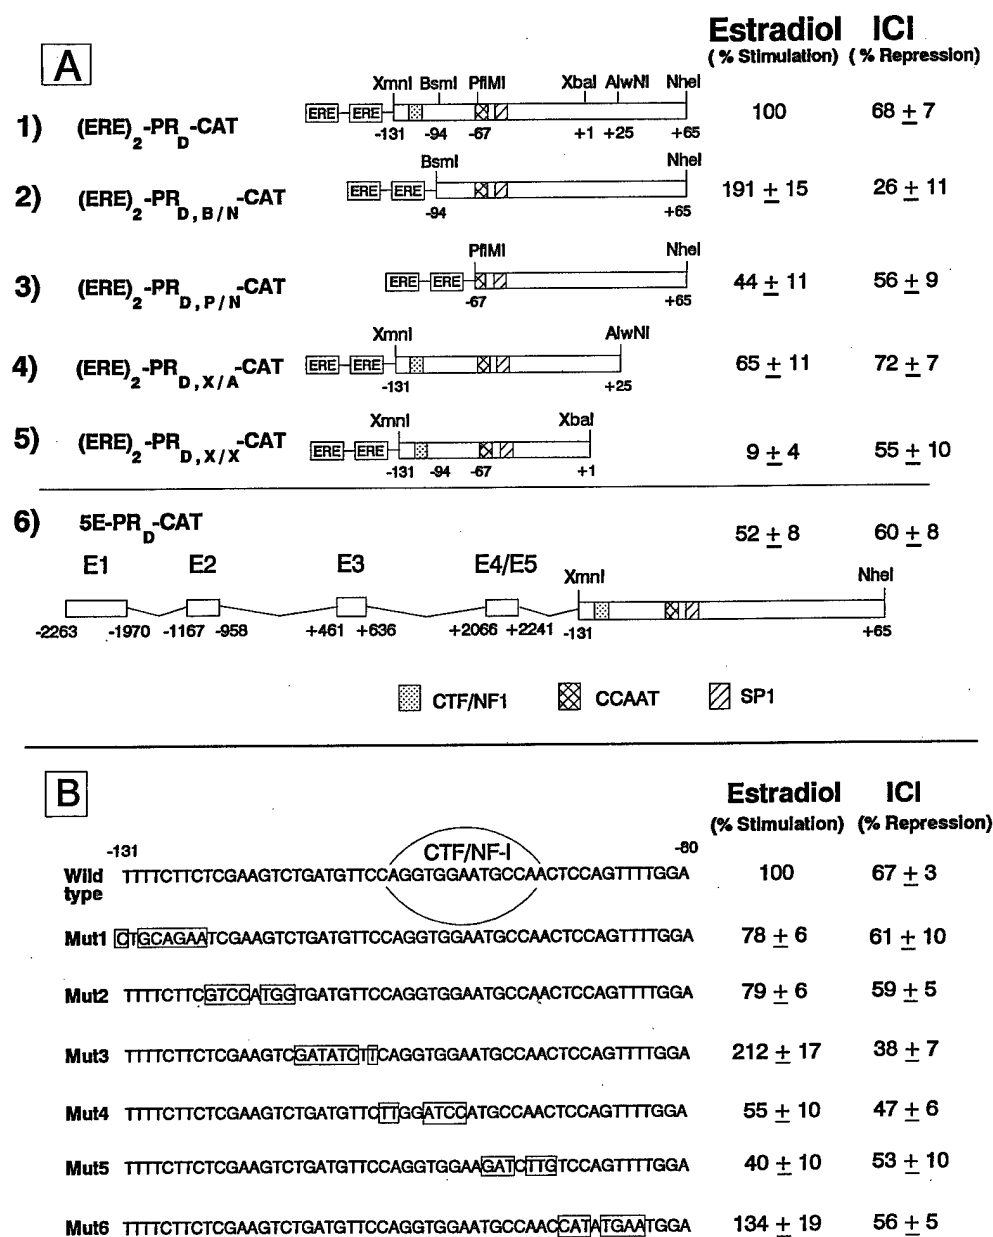 A
Estradiol ICI
(% Stimulation) (% Repression)
XmnI BsmI PflMI XbaI AlwNI NheI
1) (ERE)2-PRD-CAT ERE ERE 100 68 ± 7
-131 -94 -67 +1 +25 +65
BsmI NheI
2) (ERE)2-PRD,B/N-CAT ERE ERE 191 ± 15 26 ± 11
-94 +65
PflMI NheI
3) (ERE)2-PRD,P/N-CAT ERE ERE 44 ± 11 56 ± 9
-67 +65
XmnI AlwNI
4) (ERE)2-PRD,X/A-CAT ERE ERE 65 ± 11 72 ± 7
-131 +25
XmnI XbaI
5) (ERE)2-PRD,X/X-CAT ERE ERE 9 ± 4 55 ± 10
-131 -94 -67 +1
6) 5E-PRD-CAT 52 ± 8 60 ± 8
E1 E2 E3 E4/E5 XmnI NheI
-2263 -1970 -1167 -958 +461 +636 +2066 +2241 -131 +65
CTF/NF1 CCAAT SP1
B
Estradiol ICI
(% Stimulation) (% Repression)
-131 CTF/NF-I -80
Wild type TTTTCTTCTCGAAGTCTGATGTTCCAGGTGGAATGCCAACTCCAGTTTTGGA 100 67 ± 3
Mut1 CTGCAGAATCGAAGTCTGATGTTCCAGGTGGAATGCCAACTCCAGTTTTGGA 78 ± 6 61 ± 10
Mut2 TTTTCTTCGTCCATGGTGATGTTCCAGGTGGAATGCCAACTCCAGTTTTGGA 79 ± 6 59 ± 5
Mut3 TTTTCTTCTCGAAGTCGATATCTTCAGGTGGAATGCCAACTCCAGTTTTGGA 212 ± 17 38 ± 7
Mut4 TTTTCTTCTCGAAGTCTGATGTTCTTGGATCCATGCCAACTCCAGTTTTGGA 55 ± 10 47 ± 6
Mut5 TTTTCTTCTCGAAGTCTGATGTTCCAGGTGGAAGATCTTGTCCAGTTTTGGA 40 ± 10 53 ± 10
Mut6 TTTTCTTCTCGAAGTCTGATGTTCCAGGTGGAATGCCAACCATATGAATGGA 134 ± 19 56 ± 5